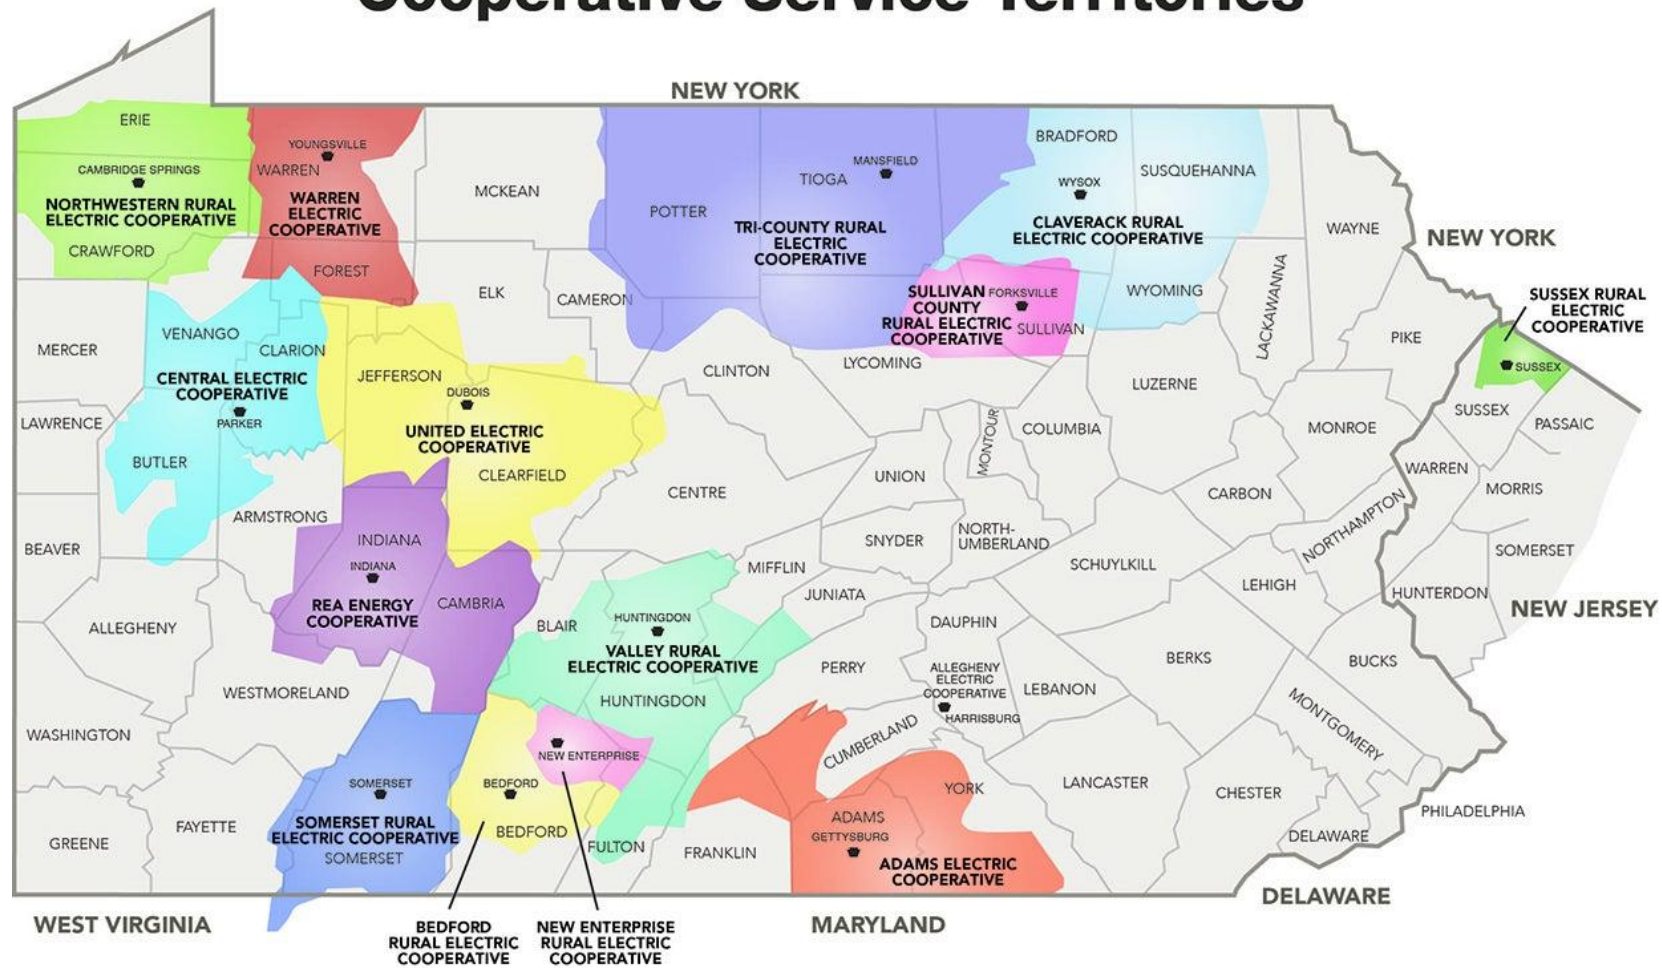 Cooperative Service Territories
NEW YORK
ERIE
YOUNGSVILLE
WARREN
CAMBRIDGE SPRINGS
NORTHWESTERN RURAL
ELECTRIC COOPERATIVE
CRAWFORD
WARREN
ELECTRIC
COOPERATIVE
FOREST
MCKEAN
POTTER
TIOGA
MANSFIELD
TRI-COUNTY RURAL
ELECTRIC
COOPERATIVE
BRADFORD
WYSOX
SUSQUEHANNA
CLAVERACK RURAL
ELECTRIC COOPERATIVE
WAYNE
NEW YORK
ELK
CAMERON
SULLIVAN
COUNTY
RURAL ELECTRIC
COOPERATIVE
FORKSVILLE
SULLIVAN
WYOMING
LACKAWANNA
SUSSEX RURAL
ELECTRIC
COOPERATIVE
SUSSEX
PIKE
MERCER
VENANGO
CLARION
CENTRAL ELECTRIC
COOPERATIVE
PARKER
JEFFERSON
DUBOIS
UNITED ELECTRIC
COOPERATIVE
CLEARFIELD
CLINTON
LYCOMING
LUZERNE
LAWRENCE
BUTLER
MONTOUR
COLUMBIA
MONROE
SUSSEX
PASSAIC
WARREN
MORRIS
CENTRE
UNION
CARBON
NORTHAMPTON
ARMSTRONG
BEAVER
INDIANA
INDIANA
REA ENERGY
COOPERATIVE
CAMBRIA
SNYDER
NORTH-
UMBERLAND
SCHUYLKILL
LEHIGH
SOMERSET
HUNTERDON
NEW JERSEY
MIFFLIN
JUNIATA
ALLEGHENY
BLAIR
HUNTINGDON
VALLEY RURAL
ELECTRIC COOPERATIVE
HUNTINGDON
PERRY
DAUPHIN
ALLEGHENY
ELECTRIC
COOPERATIVE
HARRISBURG
LEBANON
BERKS
BUCKS
MONTGOMERY
WESTMORELAND
WASHINGTON
CUMBERLAND
NEW ENTERPRISE
SOMERSET
BEDFORD
YORK
LANCASTER
CHESTER
PHILADELPHIA
DELAWARE
GREENE
FAYETTE
SOMERSET RURAL
ELECTRIC COOPERATIVE
SOMERSET
BEDFORD
FULTON
FRANKLIN
ADAMS
GETTYSBURG
ADAMS ELECTRIC
COOPERATIVE
DELAWARE
WEST VIRGINIA
BEDFORD
RURAL ELECTRIC
COOPERATIVE
NEW ENTERPRISE
RURAL ELECTRIC
COOPERATIVE
MARYLAND